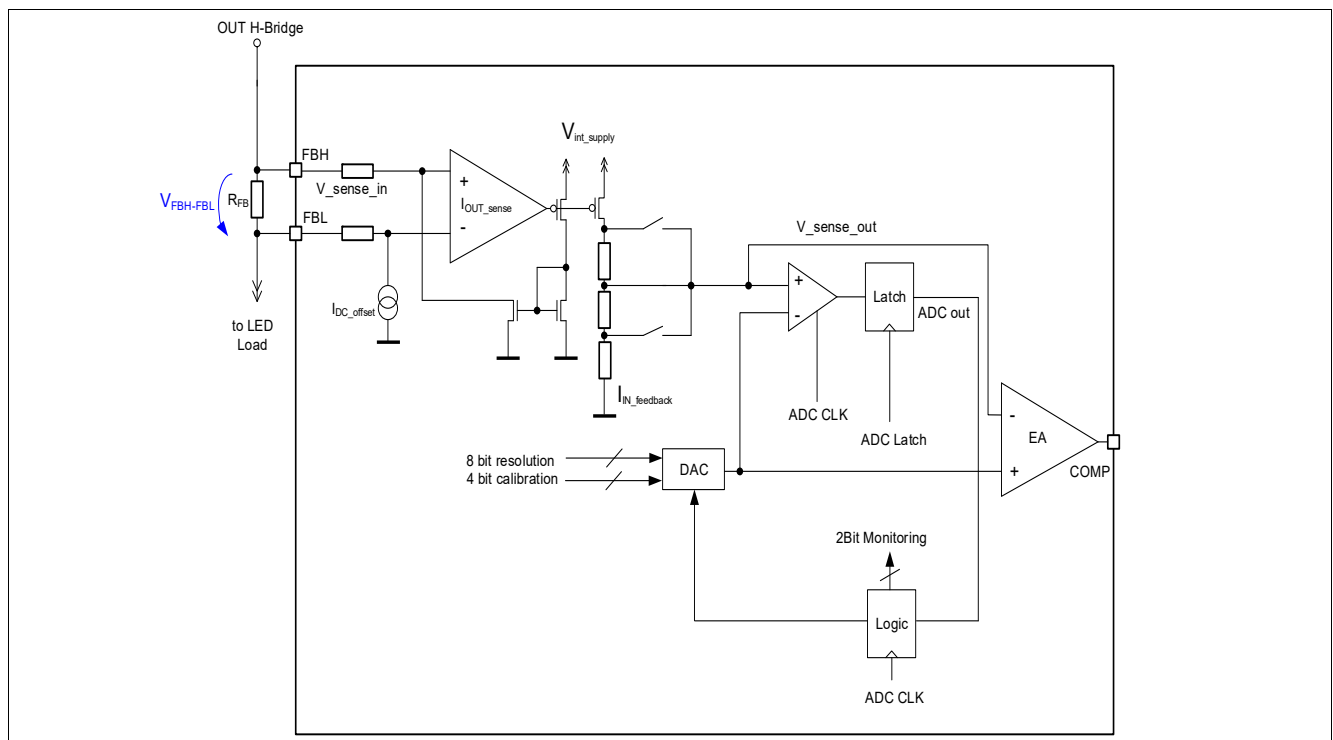 OUT H-Bridge
Vint_supply
FBH
V_sense_in
+
IOUT_sense
-
VFBH-FBL
RFB
FBL
V_sense_out
+
-
Latch
ADC out
IDC_offset
to LED
Load
IIN_feedback
ADC CLK
ADC Latch
-
EA
+
COMP
8 bit resolution
4 bit calibration
DAC
2Bit Monitoring
Logic
ADC CLK